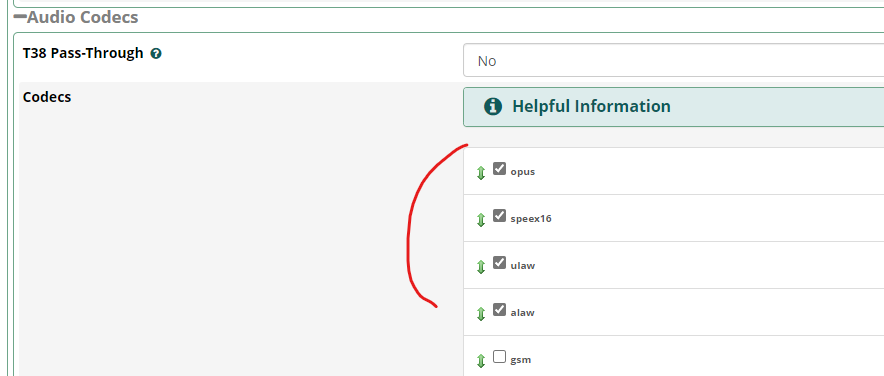 Audio Codecs
T38 Pass-Through
No
Codecs
Helpful Information
opus
speex16
ulaw
alaw
gsm